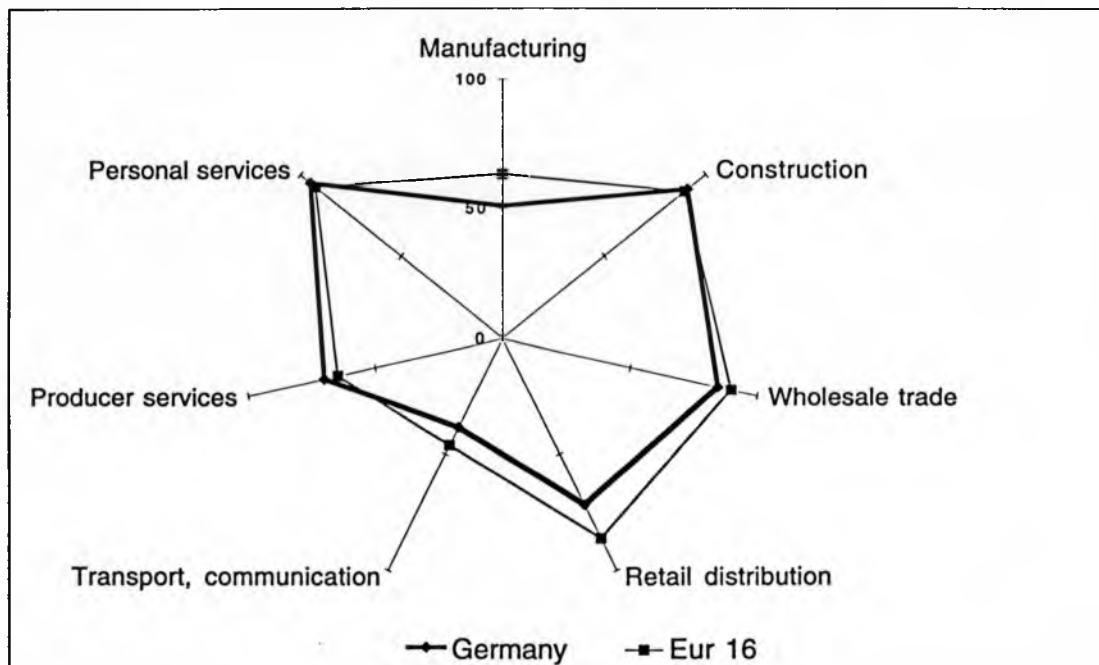 Manufacturing
100
Personal services
Construction
50
0
Producer services
Wholesale trade
Transport, communication
Retail distribution
Germany
Eur 16